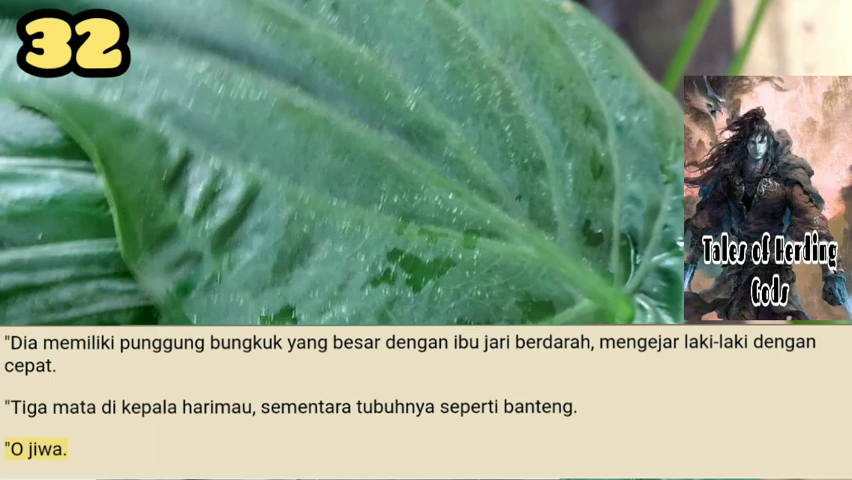 32
Tales of Herding
Gods
"Dia memiliki punggung bungkuk yang besar dengan ibu jari berdarah, mengejar laki-laki dengan
cepat.
"Tiga mata di kepala harimau, sementara tubuhnya seperti banteng.
"O jiwa.